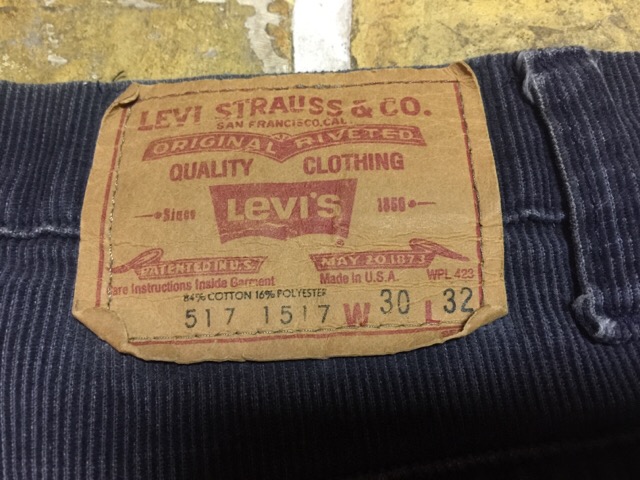 LEVI STRAUSS & CO.
SAN FRANCISCO, CAL
ORIGINAL RIVETED
QUALITY CLOTHING
Since Levi's 1850
®
PATENTED IN U.S. MAY 20 1873
Care Instructions Inside Garment Made in U.S.A. WPL 423
84% COTTON 16% POLYESTER
517 1517 W 30 L 32